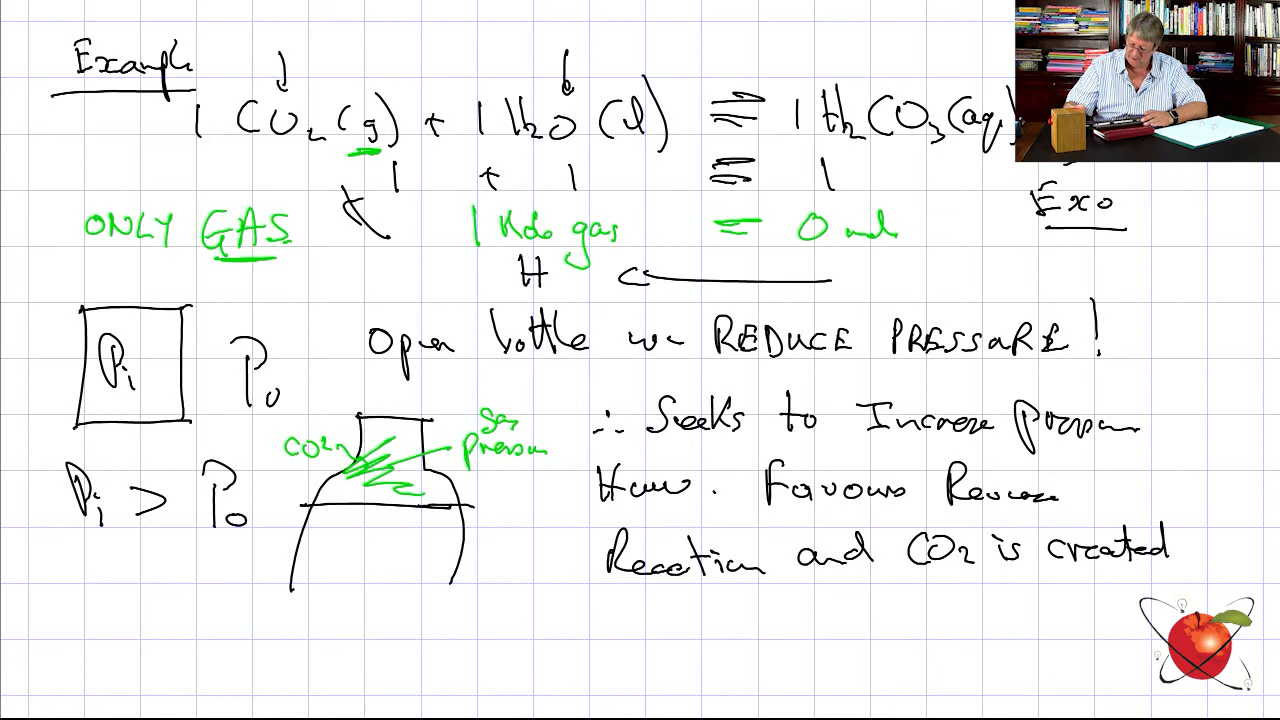 Example
1 CO₂ (g) + 1 H₂O (l) ⇌ 1 H₂CO₃ (aq)
1 + 1 ⇌ 1
Exo
ONLY GAS 1 mole gas = 0 mole
H
Pi Po
Open bottle we REDUCE PRESSURE!
∴ Seeks to Increase pressure
How. Favours Reverse
Reaction and CO₂ is created
CO₂
gas
pressure
Pi > Po